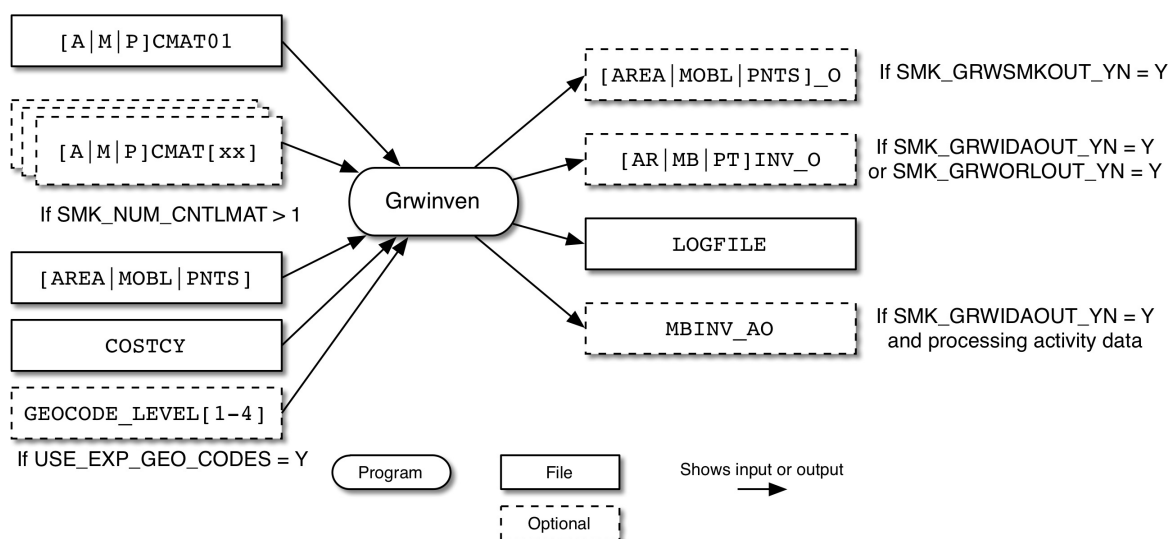 [A|M|P]CMAT01
[A|M|P]CMAT[xx]
If SMK_NUM_CNTLMAT > 1
[AREA|MOBL|PNTS]
COSTCY
GEOCODE_LEVEL[1-4]
If USE_EXP_GEO_CODES = Y
Grwinven
[AREA|MOBL|PNTS]_O
If SMK_GRWSMKOUT_YN = Y
[AR|MB|PT]INV_O
If SMK_GRWIDAOUT_YN = Y
or SMK_GRWORLOUT_YN = Y
LOGFILE
MBINV_AO
If SMK_GRWIDAOUT_YN = Y
and processing activity data
Program
File
Shows input or output
Optional